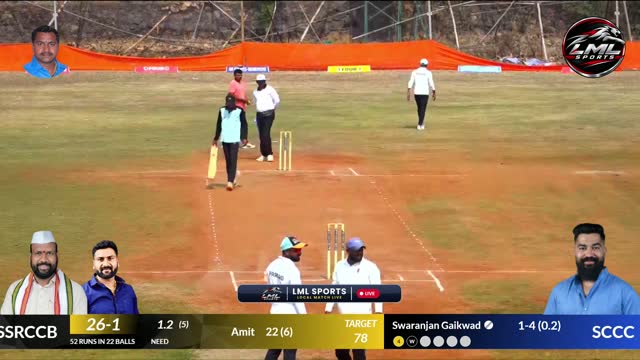 LML
SPORTS
LML SPORTS
LOCAL MATCH LIVE
LIVE
SSRCCB
26-1
1.2 (5)
52 RUNS IN 22 BALLS
NEED
Amit 22 (6)
TARGET
78
Swaranjan Gaikwad
1-4 (0.2)
4 W
SCCC